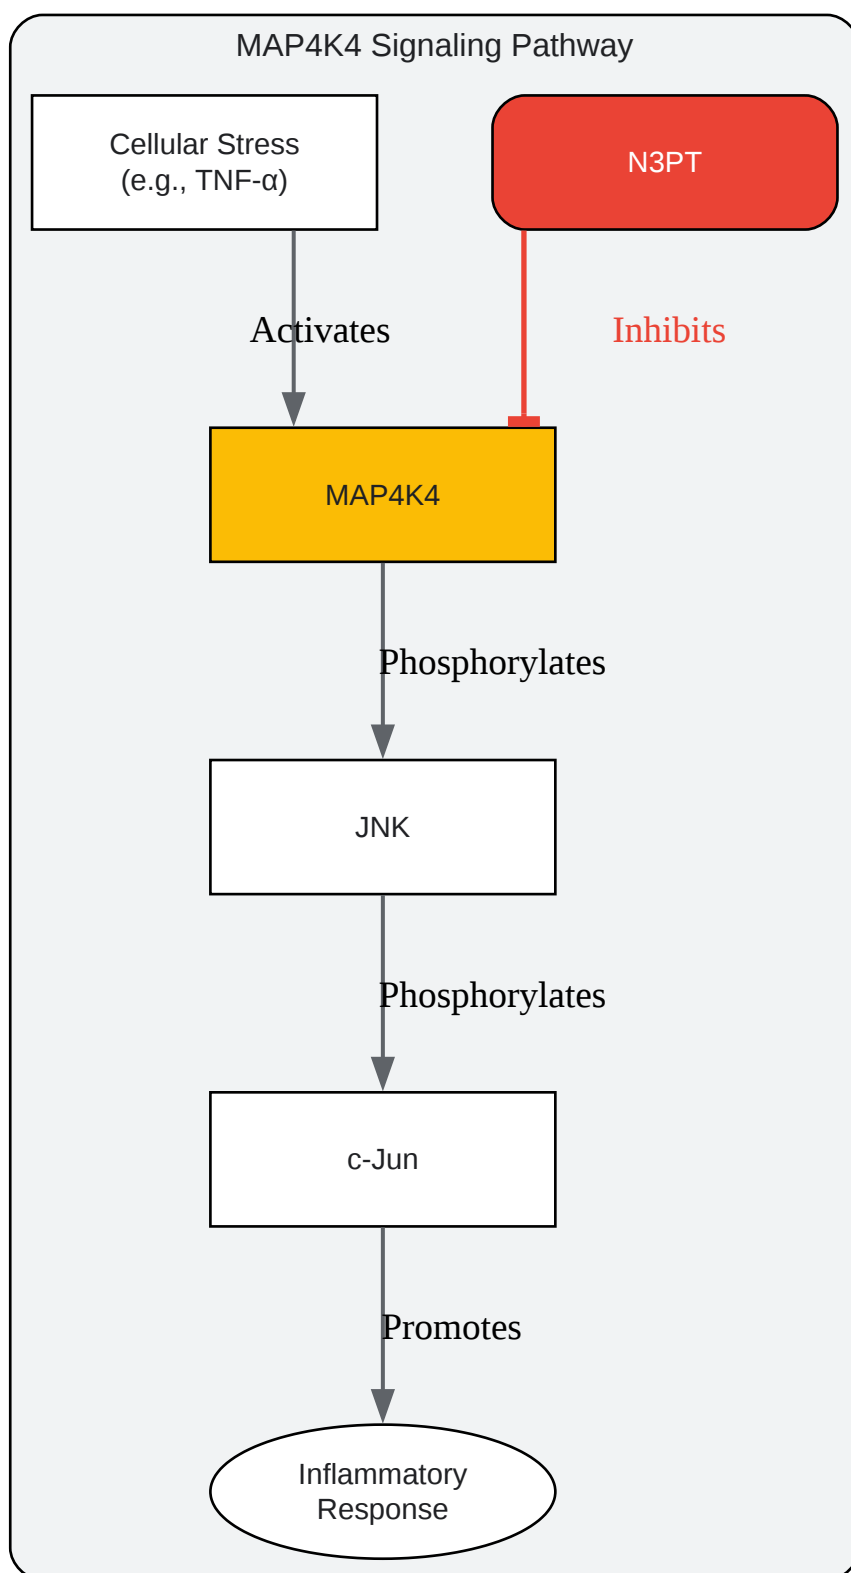 MAP4K4 Signaling Pathway
Cellular Stress
(e.g., TNF-α)
N3PT
Activates
Inhibits
MAP4K4
Phosphorylates
JNK
Phosphorylates
c-Jun
Promotes
Inflammatory
Response